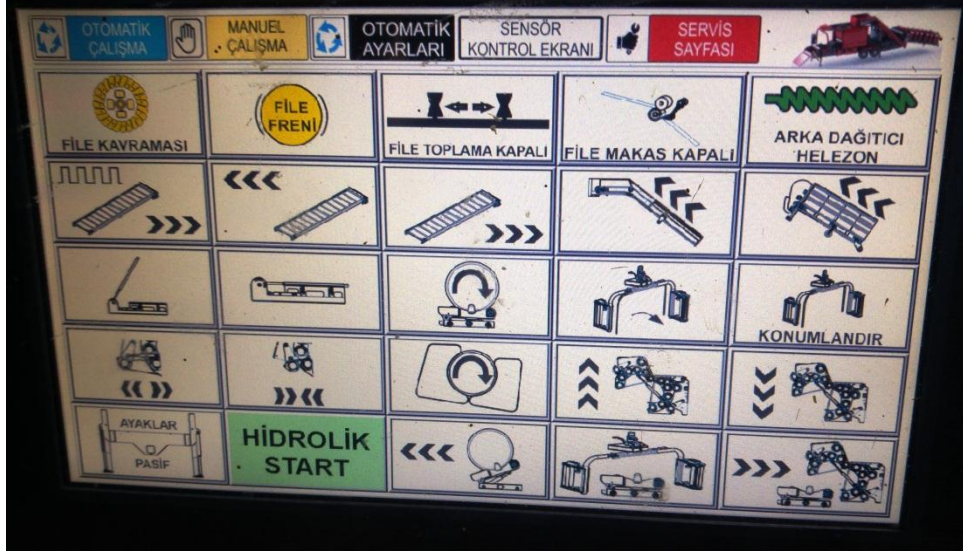 OTOMATİK
ÇALIŞMA
MANUEL
ÇALIŞMA
OTOMATİK
AYARLARI
SENSÖR
KONTROL EKRANI
SERVİS
SAYFASI
FİLE KAVRAMASI
FİLE
FRENİ
FİLE TOPLAMA KAPALI
FİLE MAKAS KAPALI
ARKA DAĞITICI
HELEZON
KONUMLANDIR
AYAKLAR
PASİF
HİDROLİK
START